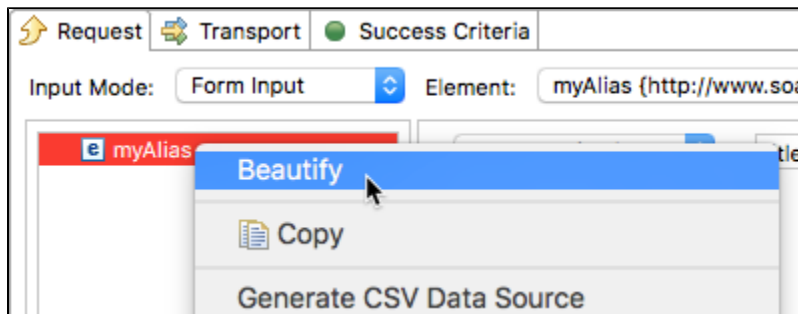 Request Transport Success Criteria
Input Mode: Form Input Element: myAlias {http://www.soa
e myAlias
Beautify
Copy
Generate CSV Data Source